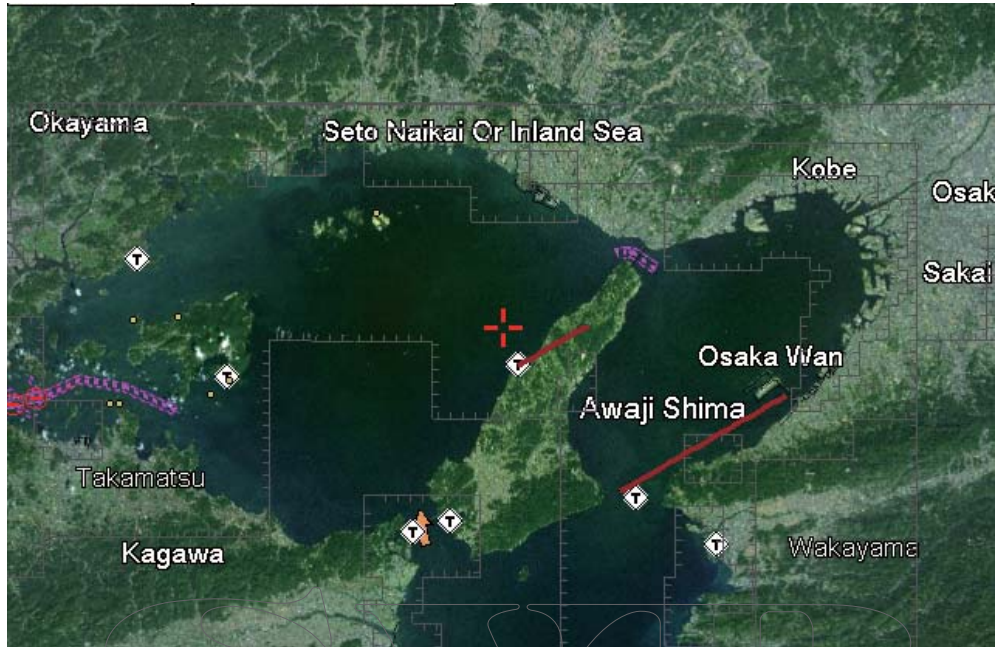 Okayama
Seto Naikai Or Inland Sea
Kobe
Osak
Sakai
T
T
T
Osaka Wan
Awaji Shima
Takamatsu
T
T
T
T
Wakayama
Kagawa